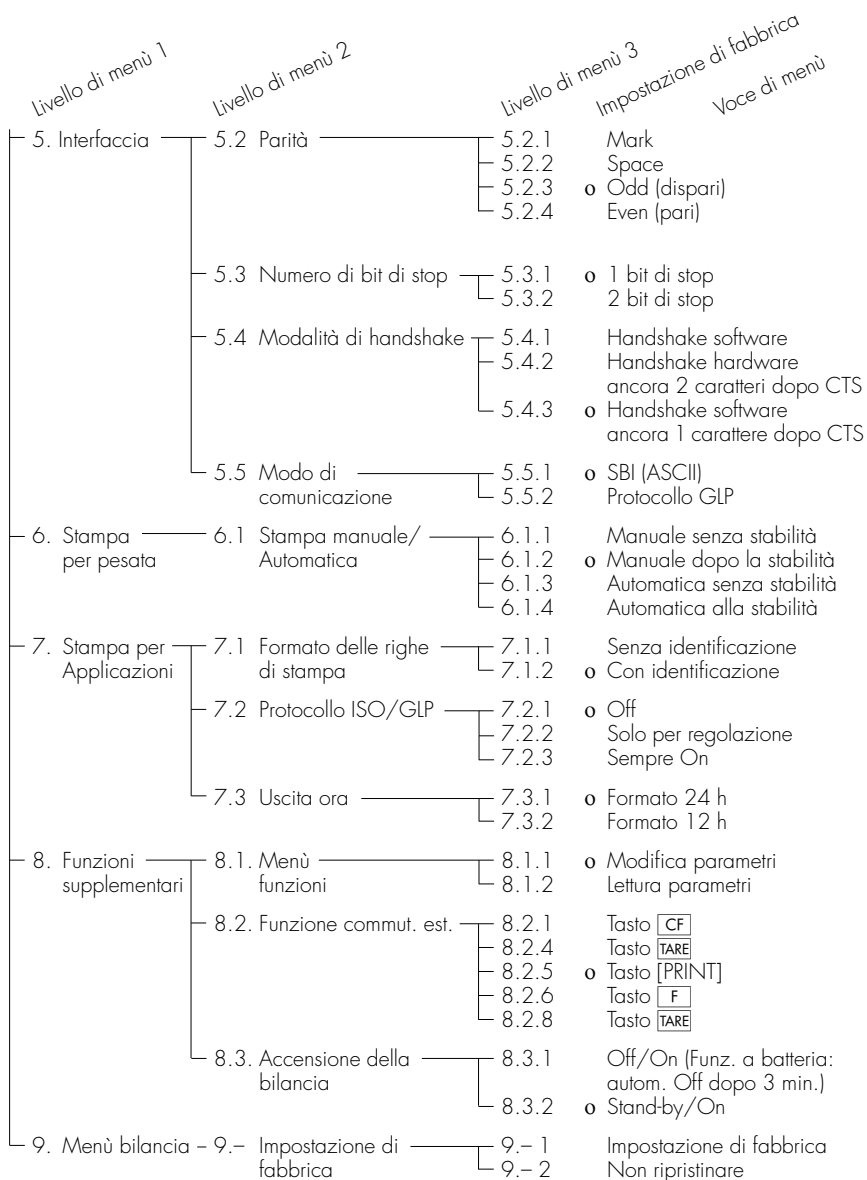 Livello di menù 1 Livello di menù 2 Livello di menù 3 Impostazione di fabbrica Voce di menù
5. Interfaccia 5.2 Parità 5.2.1 Mark
5.2.2 Space
5.2.3 o Odd (dispari)
5.2.4 Even (pari)
5.3 Numero di bit di stop 5.3.1 o 1 bit di stop
5.3.2 2 bit di stop
5.4 Modalità di handshake 5.4.1 Handshake software
5.4.2 Handshake hardware
ancora 2 caratteri dopo CTS
5.4.3 o Handshake software
ancora 1 carattere dopo CTS
5.5 Modo di 5.5.1 o SBI (ASCII)
comunicazione 5.5.2 Protocollo GLP
6. Stampa 6.1 Stampa manuale/ 6.1.1 Manuale senza stabilità
per pesata Automatica 6.1.2 o Manuale dopo la stabilità
6.1.3 Automatica senza stabilità
6.1.4 Automatica alla stabilità
7. Stampa per 7.1 Formato delle righe 7.1.1 Senza identificazione
Applicazioni di stampa 7.1.2 o Con identificazione
7.2 Protocollo ISO/GLP 7.2.1 o Off
7.2.2 Solo per regolazione
7.2.3 Sempre On
7.3 Uscita ora 7.3.1 o Formato 24 h
7.3.2 Formato 12 h
8. Funzioni 8.1. Menù 8.1.1 o Modifica parametri
supplementari funzioni 8.1.2 Lettura parametri
8.2. Funzione commut. est. 8.2.1 Tasto CF
8.2.4 Tasto TARE
8.2.5 o Tasto [PRINT]
8.2.6 Tasto F
8.2.8 Tasto TARE
8.3. Accensione della 8.3.1 Off/On (Funz. a batteria:
bilancia autom. Off dopo 3 min.)
8.3.2 o Stand-by/On
9. Menù bilancia – 9.– Impostazione di 9.– 1 Impostazione di fabbrica
fabbrica 9.– 2 Non ripristinare